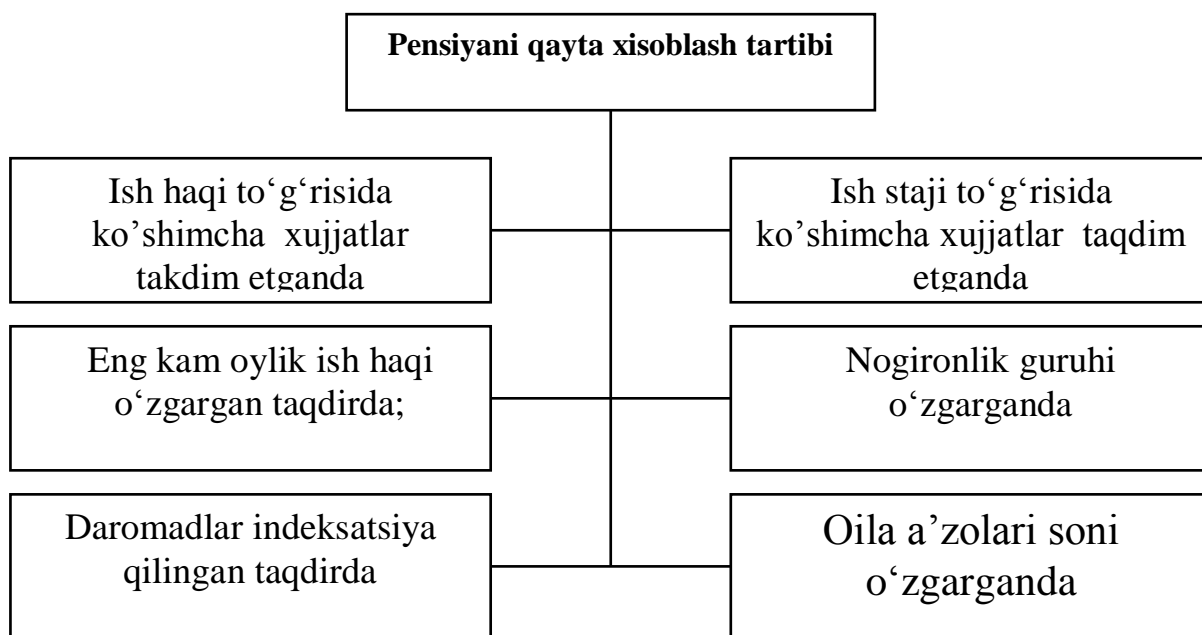 Pensiyani qayta xisoblash tartibi
Ish haqi to‘g‘risida
ko’shimcha  xujjatlar
takdim etganda
Ish staji to‘g‘risida
ko’shimcha xujjatlar  taqdim
etganda
Eng kam oylik ish haqi
o‘zgargan taqdirda;
Nogironlik guruhi
o‘zgarganda
Daromadlar indeksatsiya
qilingan taqdirda
Oila a’zolari soni
o‘zgarganda